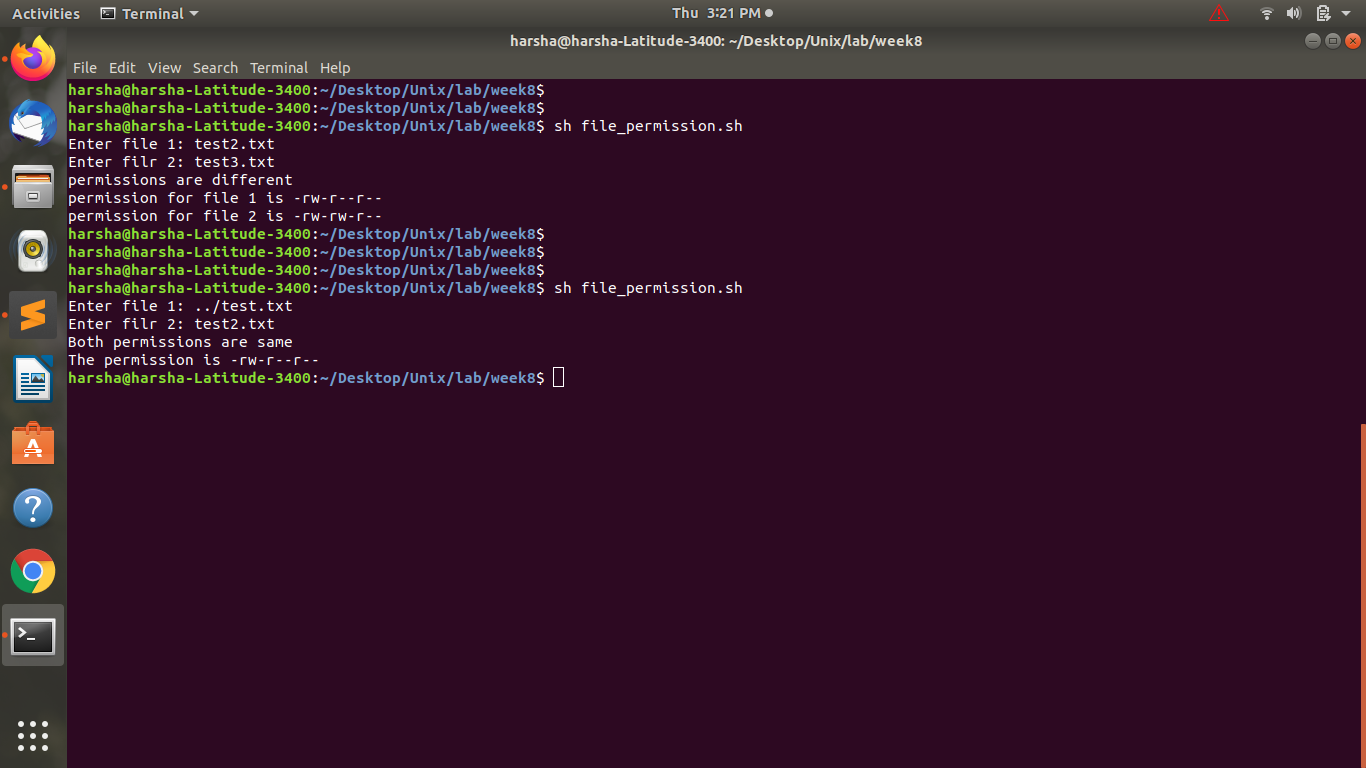 Activities Terminal Thu 3:21 PM
harsha@harsha-Latitude-3400: ~/Desktop/Unix/lab/week8
File Edit View Search Terminal Help
harsha@harsha-Latitude-3400:~/Desktop/Unix/lab/week8$
harsha@harsha-Latitude-3400:~/Desktop/Unix/lab/week8$
harsha@harsha-Latitude-3400:~/Desktop/Unix/lab/week8$ sh file_permission.sh
Enter file 1: test2.txt
Enter filr 2: test3.txt
permissions are different
permission for file 1 is -rw-r--r--
permission for file 2 is -rw-rw-r--
harsha@harsha-Latitude-3400:~/Desktop/Unix/lab/week8$
harsha@harsha-Latitude-3400:~/Desktop/Unix/lab/week8$
harsha@harsha-Latitude-3400:~/Desktop/Unix/lab/week8$
harsha@harsha-Latitude-3400:~/Desktop/Unix/lab/week8$ sh file_permission.sh
Enter file 1: ../test.txt
Enter filr 2: test2.txt
Both permissions are same
The permission is -rw-r--r--
harsha@harsha-Latitude-3400:~/Desktop/Unix/lab/week8$